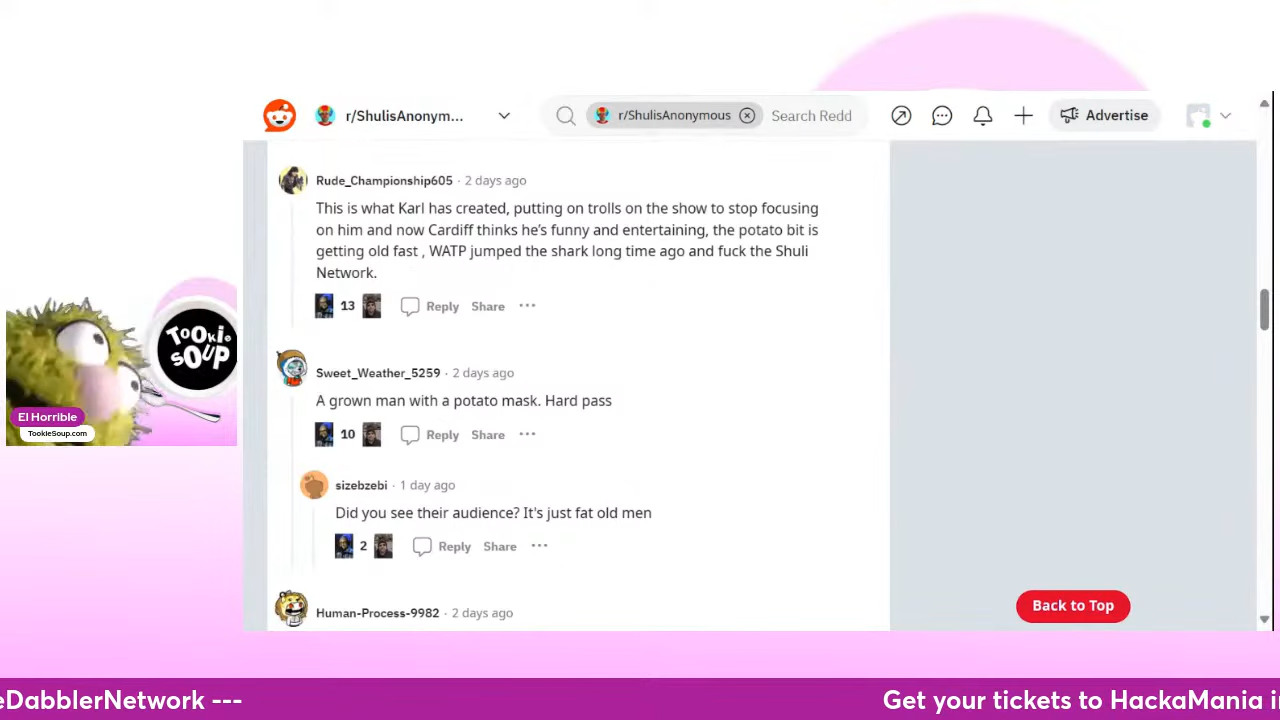 r/ShulisAnonym...
r/ShulisAnonymous
Search Redd
Advertise
Rude_Championship605 · 2 days ago
This is what Karl has created, putting on trolls on the show to stop focusing
on him and now Cardiff thinks he's funny and entertaining, the potato bit is
getting old fast , WATP jumped the shark long time ago and fuck the Shuli
Network.
13 Reply Share ...
Sweet_Weather_5259 · 2 days ago
A grown man with a potato mask. Hard pass
10 Reply Share ...
sizebzebi · 1 day ago
Did you see their audience? It's just fat old men
2 Reply Share ...
Human-Process-9982 · 2 days ago
Back to Top
TOOKiE
SOUP
El Horrible
TookieSoup.com
eDabblerNetwork ---
Get your tickets to HackaMania i